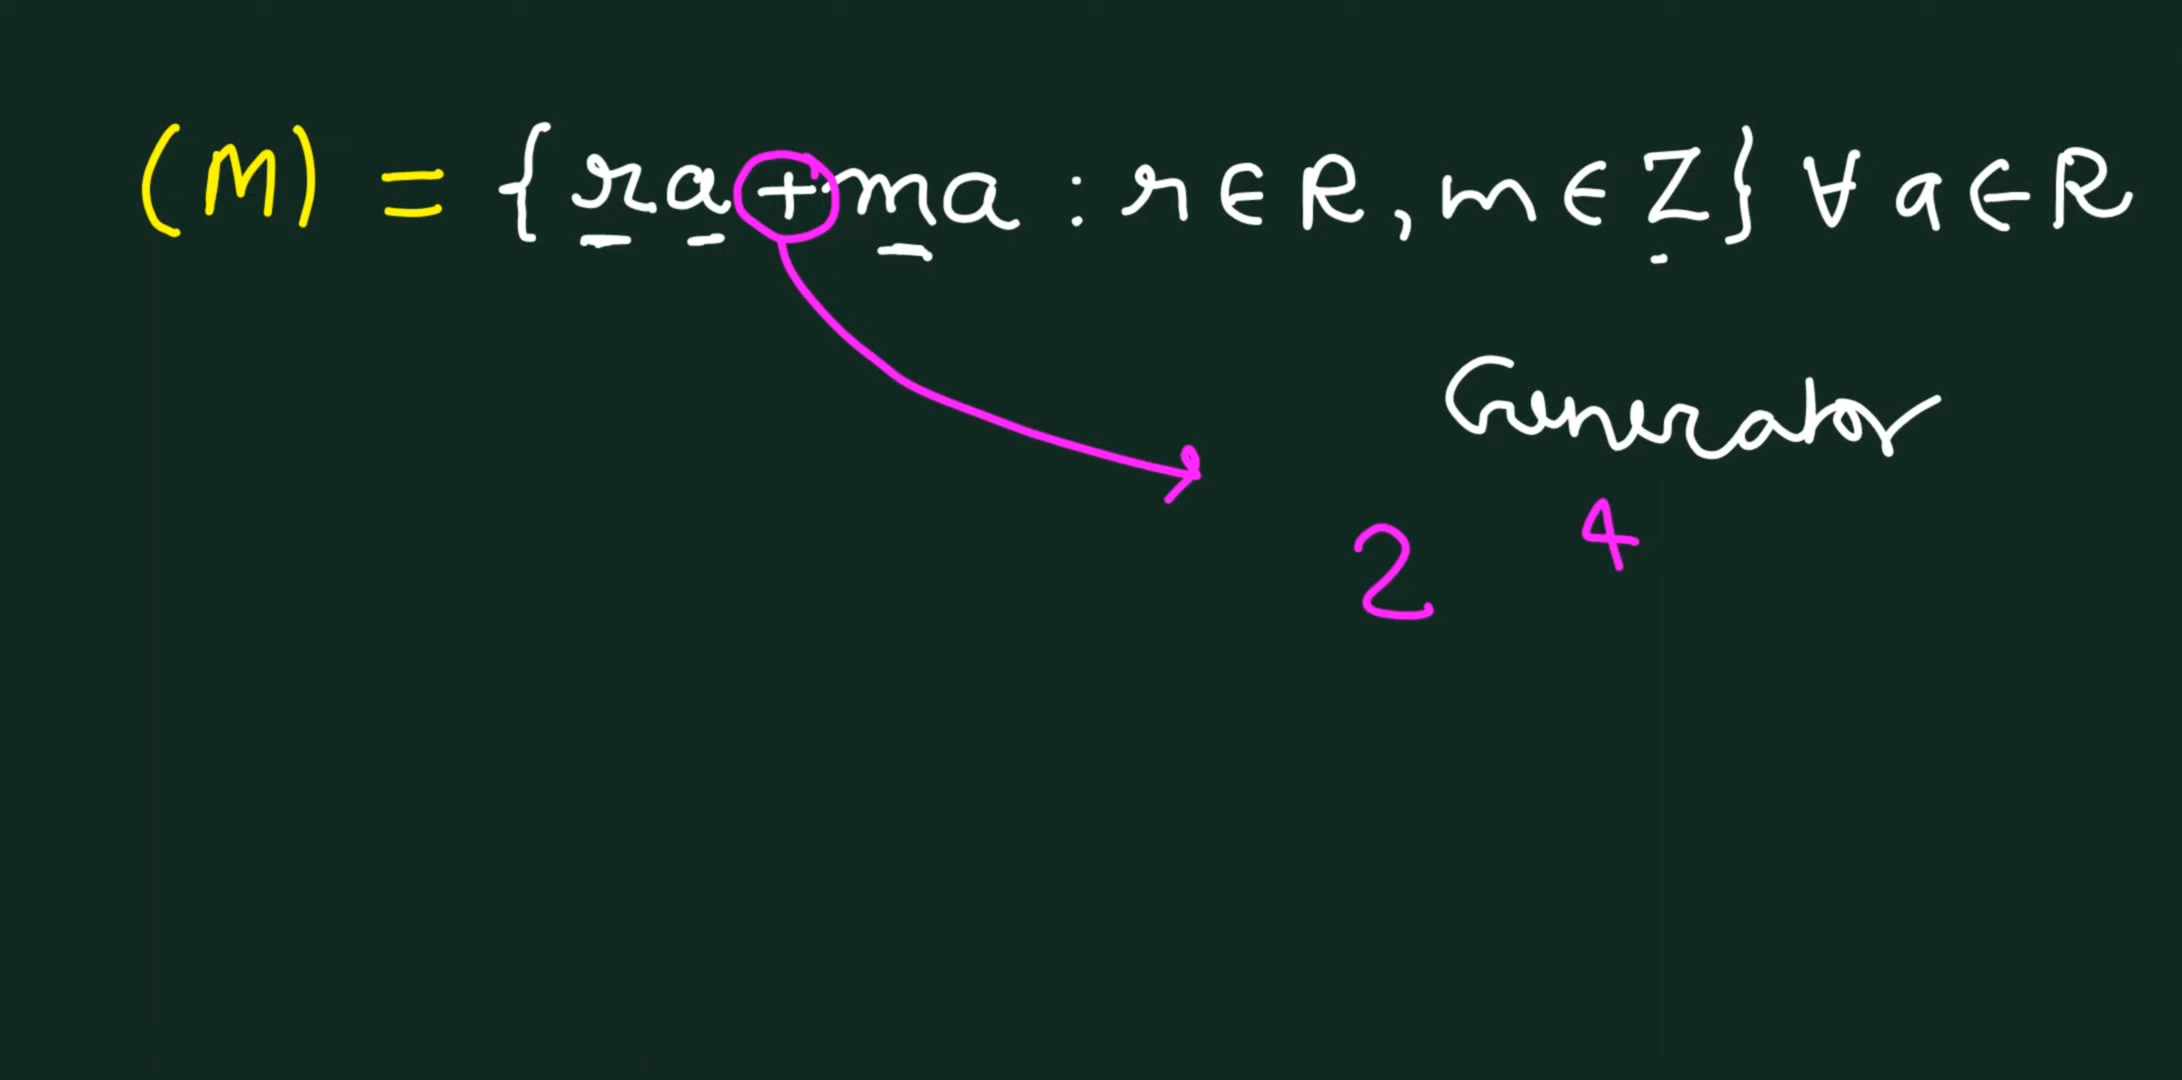 (M) = {ra + ma : r ∈ R, m ∈ Z} ∀ a ∈ R
Generator
2 4